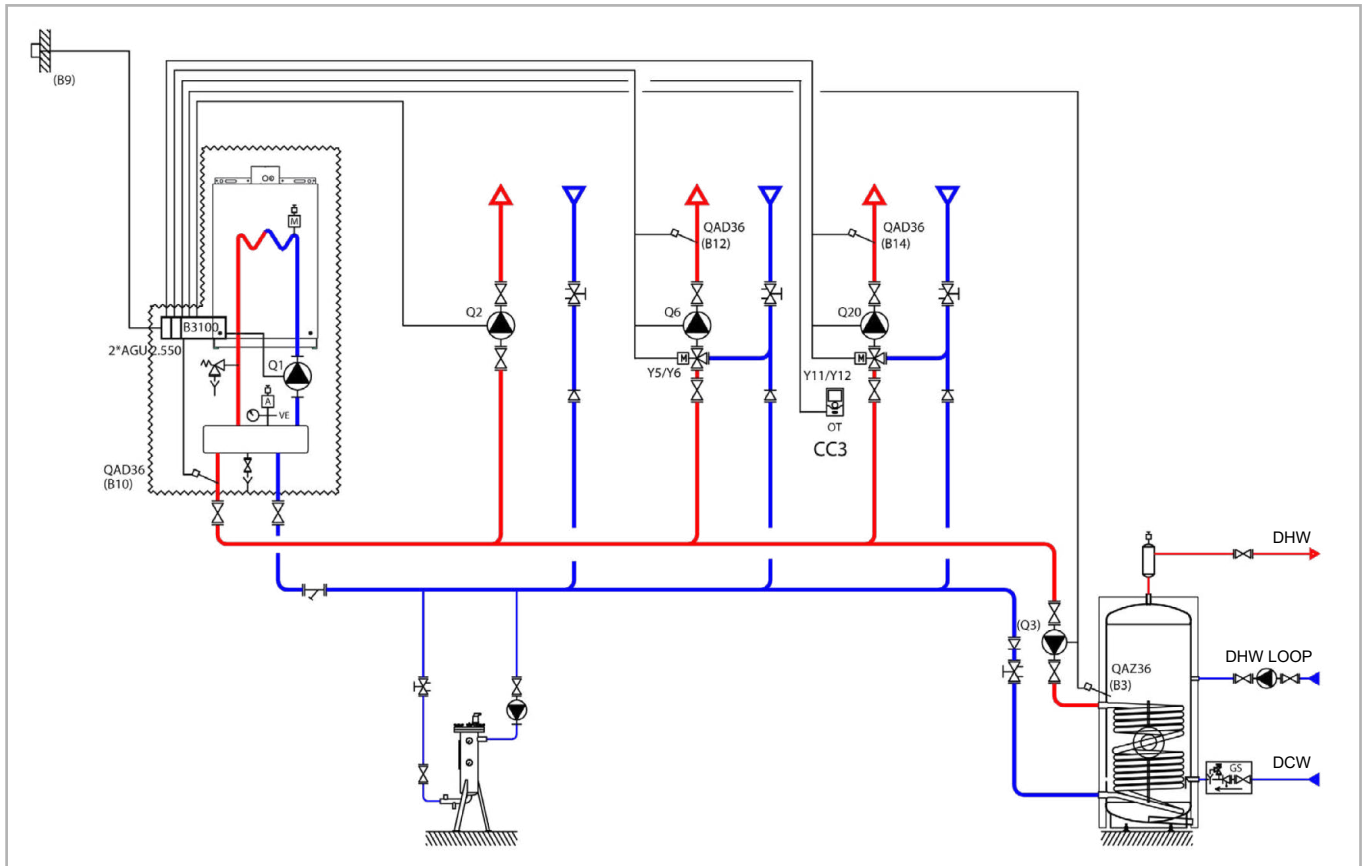 (B9)
QAD36
(B12)
QAD36
(B14)
Q2
Q6
Q20
B3100
2*AGU 2.550
Q1
M
M
M
Y5/Y6
Y11/Y12
A
VE
OT
CC3
QAD36
(B10)
DHW
(Q3)
DHW LOOP
QAZ36
(B3)
DCW
GS